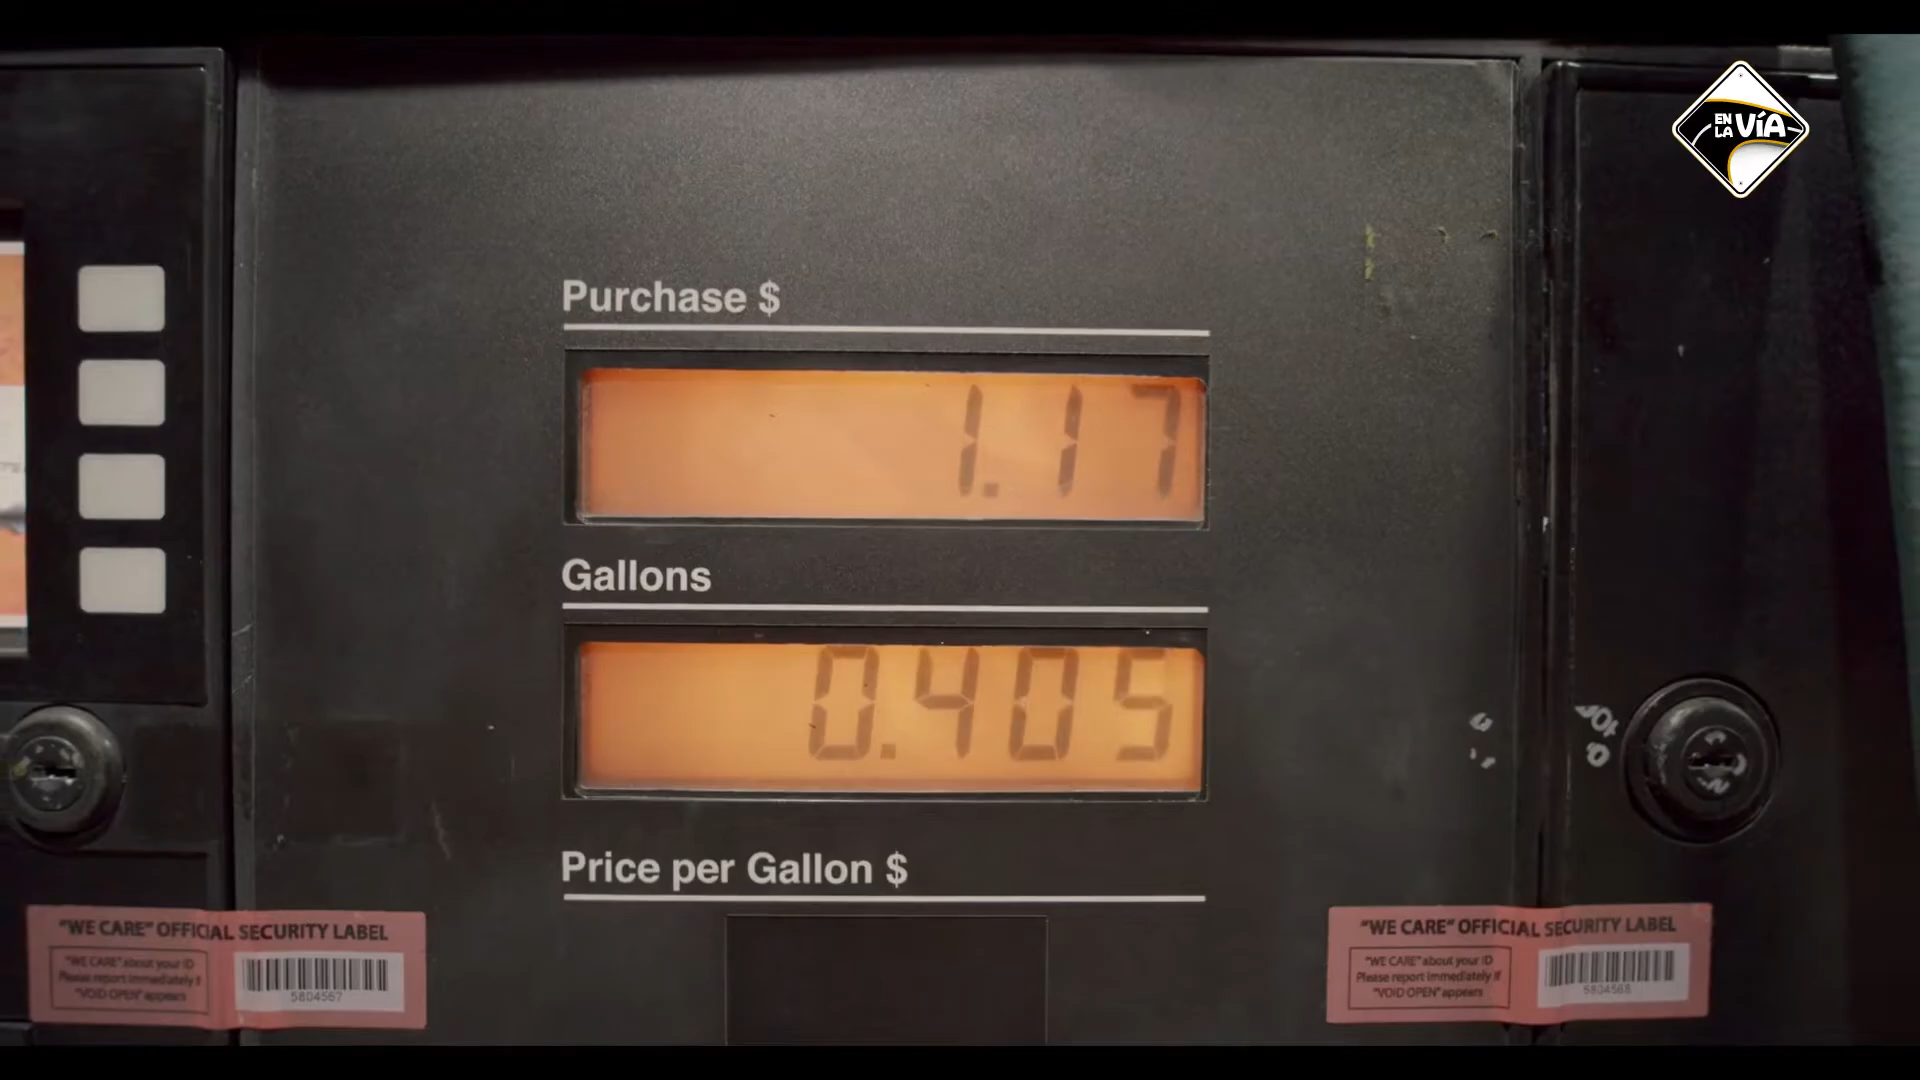 EN
LA VÍA
Purchase $
1.17
Gallons
0.405
Price per Gallon $
"WE CARE" OFFICIAL SECURITY LABEL
"WE CARE" about your ID
Please report immediately if
"VOID OPEN" appears
5804567
"WE CARE" OFFICIAL SECURITY LABEL
"WE CARE" about your ID
Please report immediately if
"VOID OPEN" appears
5804568